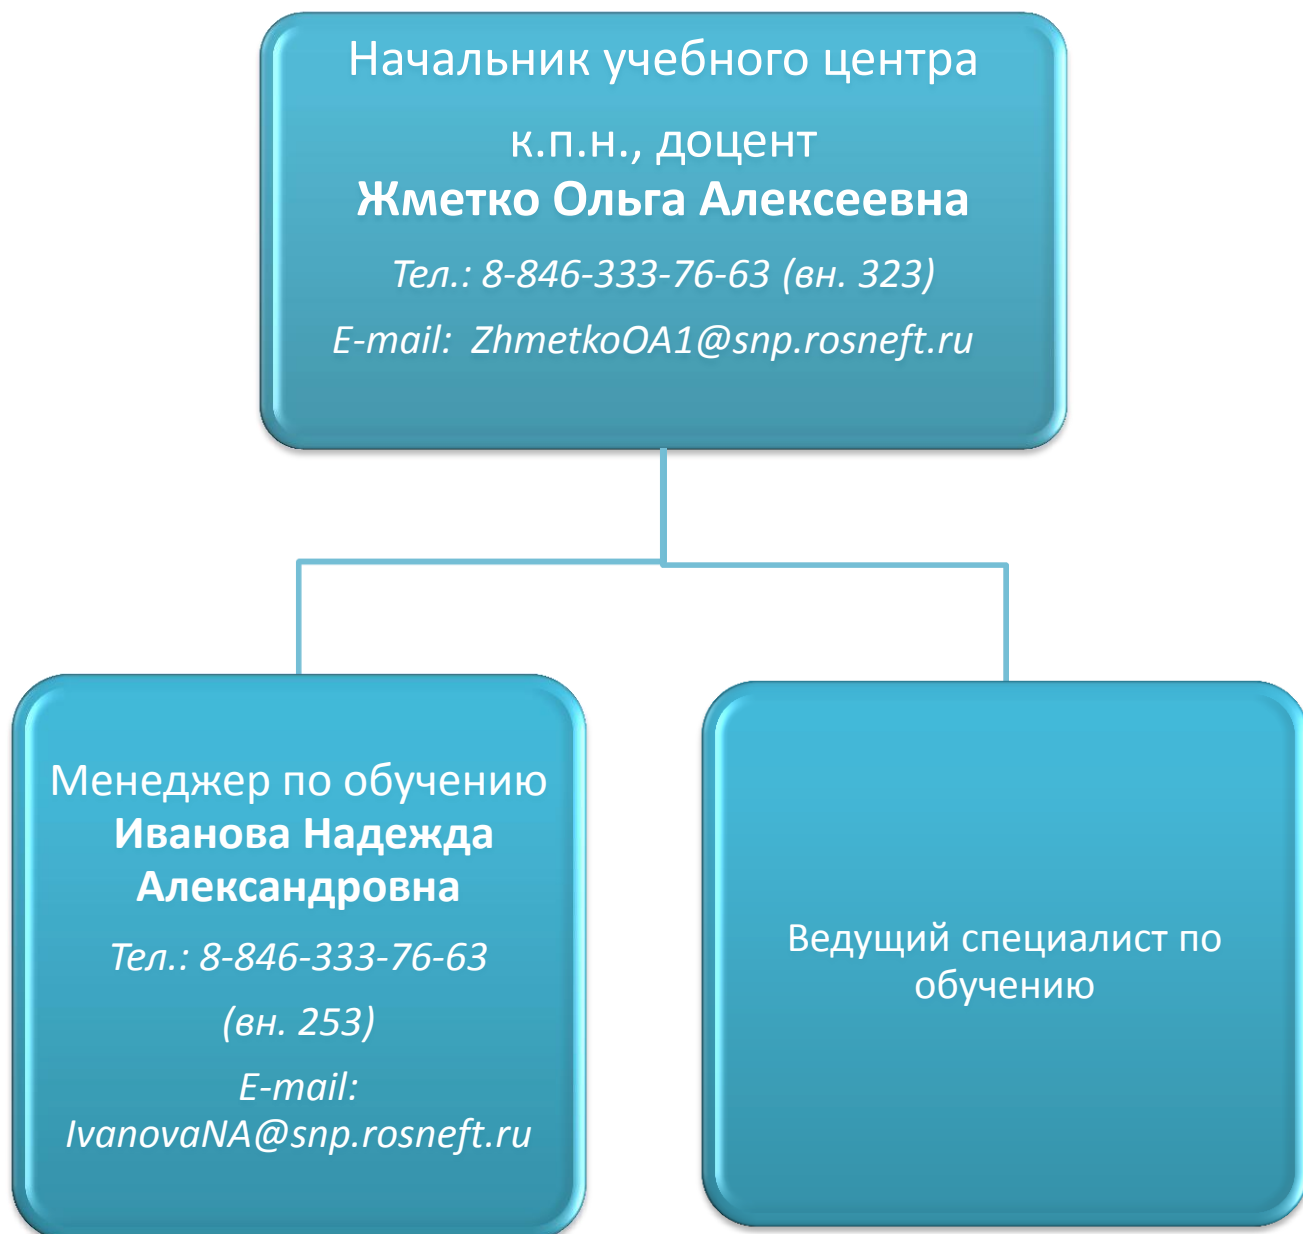 Начальник учебного центра
к.п.н., доцент
Жметко Ольга Алексеевна
Тел.: 8-846-333-76-63 (вн. 323)
E-mail: ZhmetkoOA1@snp.rosneft.ru
Менеджер по обучению
Иванова Надежда
Александровна
Тел.: 8-846-333-76-63
(вн. 253)
E-mail:
IvanovaNA@snp.rosneft.ru
Ведущий специалист по
обучению